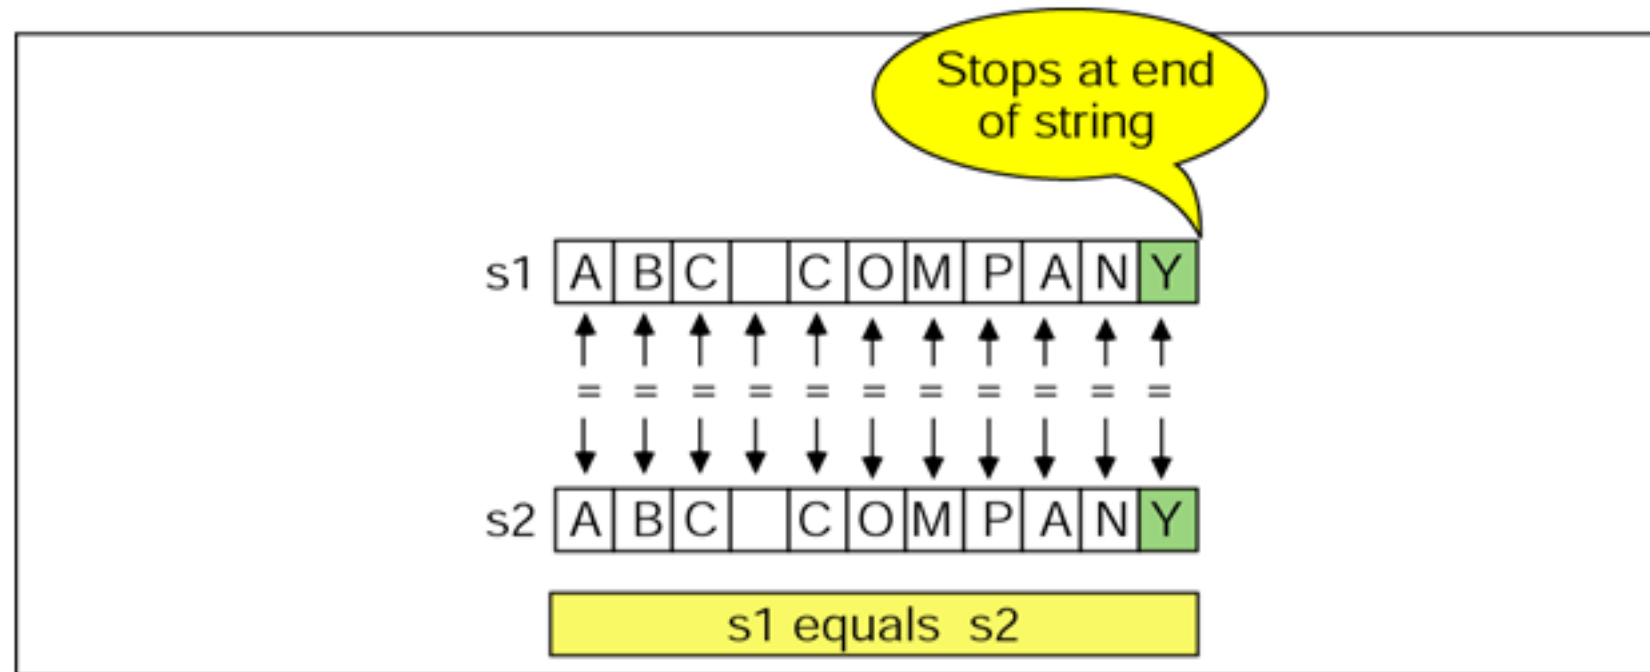 Stops at end
of string
s1 A B C C O M P A N Y
= = = = = = = = = = =
s2 A B C C O M P A N Y
s1 equals s2